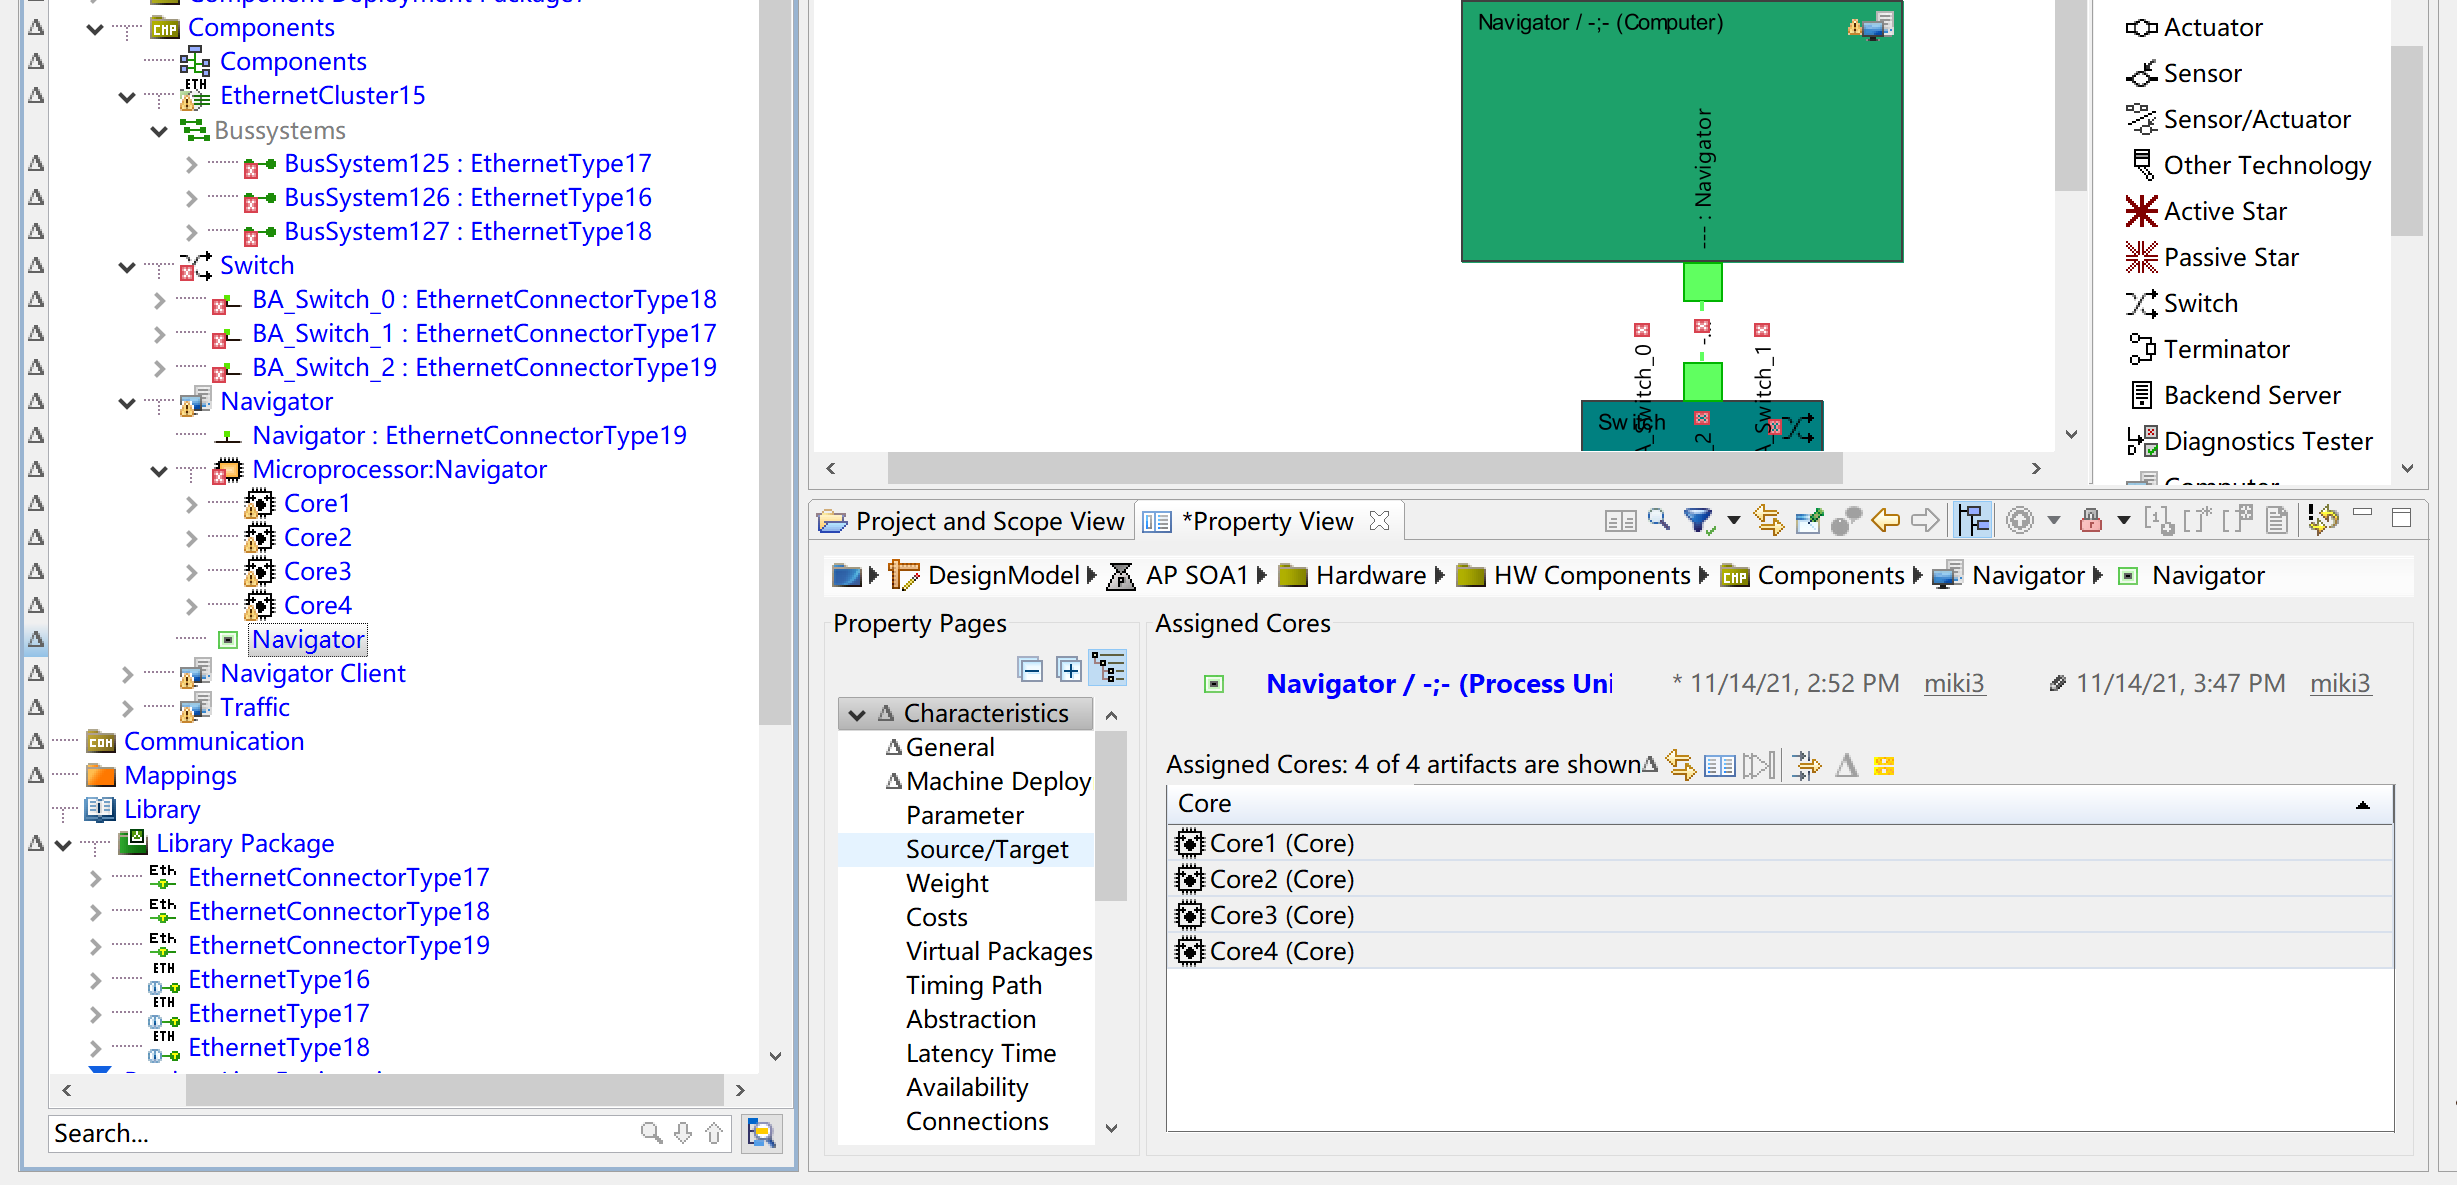 Components
Components
EthernetCluster15
Bussystems
BusSystem125 : EthernetType17
BusSystem126 : EthernetType16
BusSystem127 : EthernetType18
Switch
BA_Switch_0 : EthernetConnectorType18
BA_Switch_1 : EthernetConnectorType17
BA_Switch_2 : EthernetConnectorType19
Navigator
Navigator : EthernetConnectorType19
Microprocessor:Navigator
Core1
Core2
Core3
Core4
Navigator
Navigator Client
Traffic
Communication
Mappings
Library
Library Package
EthernetConnectorType17
EthernetConnectorType18
EthernetConnectorType19
EthernetType16
EthernetType17
EthernetType18
Search...
Navigator / -;- (Computer)
--- : Navigator
Switch
Actuator
Sensor
Sensor/Actuator
Other Technology
Active Star
Passive Star
Switch
Terminator
Backend Server
Diagnostics Tester
Computer
Project and Scope View
*Property View
DesignModel AP SOA1 Hardware HW Components Components Navigator Navigator
Property Pages
Characteristics
General
Machine Deploy
Parameter
Source/Target
Weight
Costs
Virtual Packages
Timing Path
Abstraction
Latency Time
Availability
Connections
Assigned Cores
Navigator / -;- (Process Uni
* 11/14/21, 2:52 PM miki3 11/14/21, 3:47 PM miki3
Assigned Cores: 4 of 4 artifacts are shown
Core
Core1 (Core)
Core2 (Core)
Core3 (Core)
Core4 (Core)